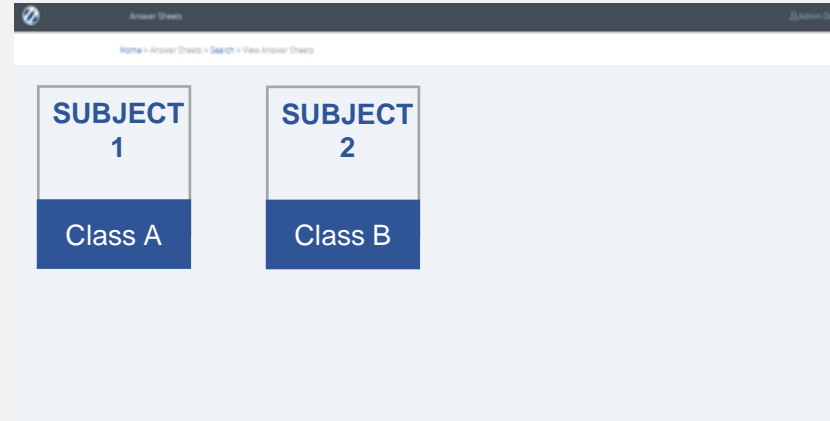 Answer Sheets
Home > Answer Sheets > Search > View Answer Sheets
SUBJECT
1
SUBJECT
2
Class A
Class B